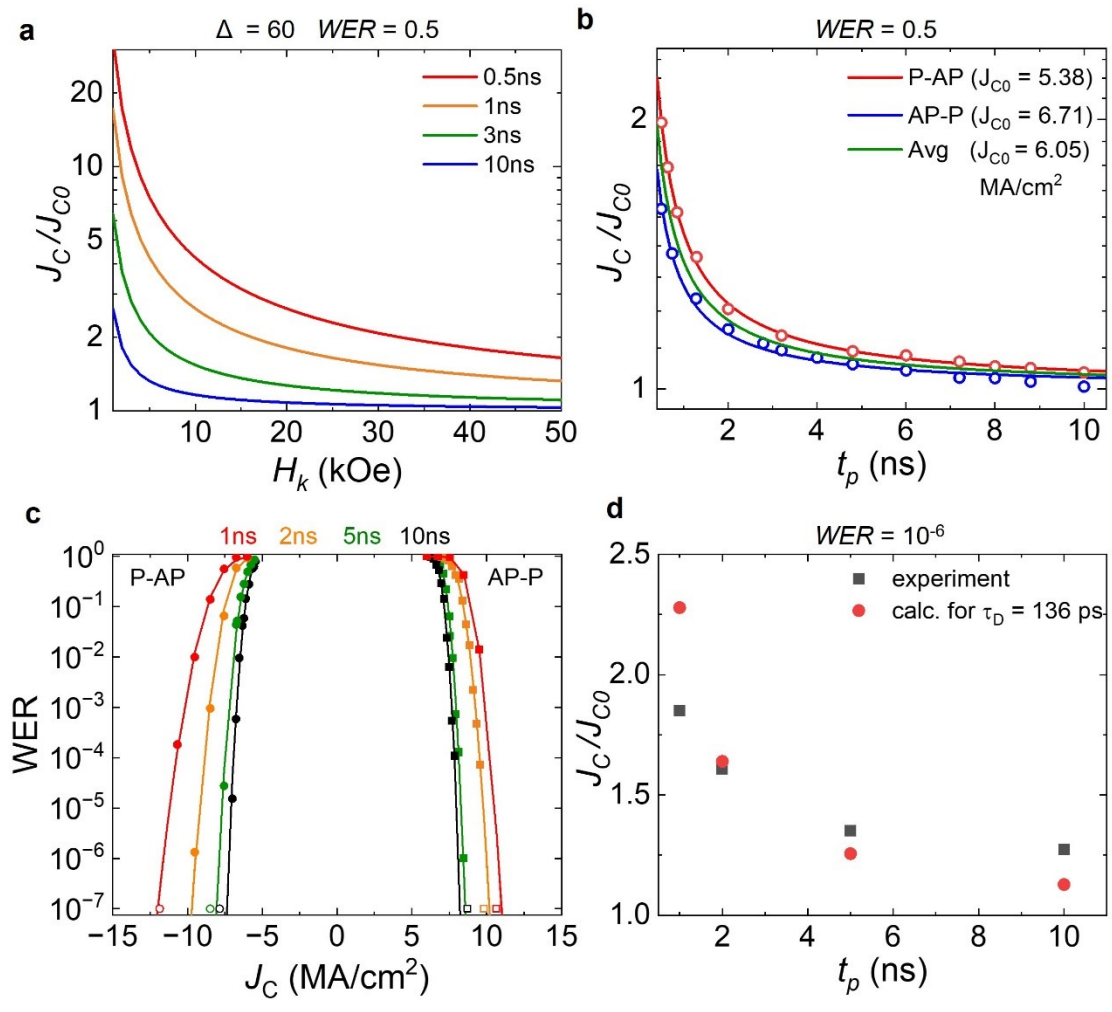 a
Δ = 60 WER = 0.5
0.5ns
1ns
3ns
10ns
20
10
5
2
1
10 20 30 40 50
H_k (kOe)
J_C/J_C0
b
WER = 0.5
P-AP (J_C0 = 5.38)
AP-P (J_C0 = 6.71)
Avg (J_C0 = 6.05)
MA/cm²
2
1
2 4 6 8 10
t_p (ns)
J_C/J_C0
c
1ns 2ns 5ns 10ns
P-AP AP-P
10⁰
10⁻¹
10⁻²
10⁻³
10⁻⁴
10⁻⁵
10⁻⁶
10⁻⁷
−15 −10 −5 0 5 10 15
J_C (MA/cm²)
WER
d
WER = 10⁻⁶
experiment
calc. for τ_D = 136 ps
2.5
2.0
1.5
1.0
2 4 6 8 10
t_p (ns)
J_C/J_C0